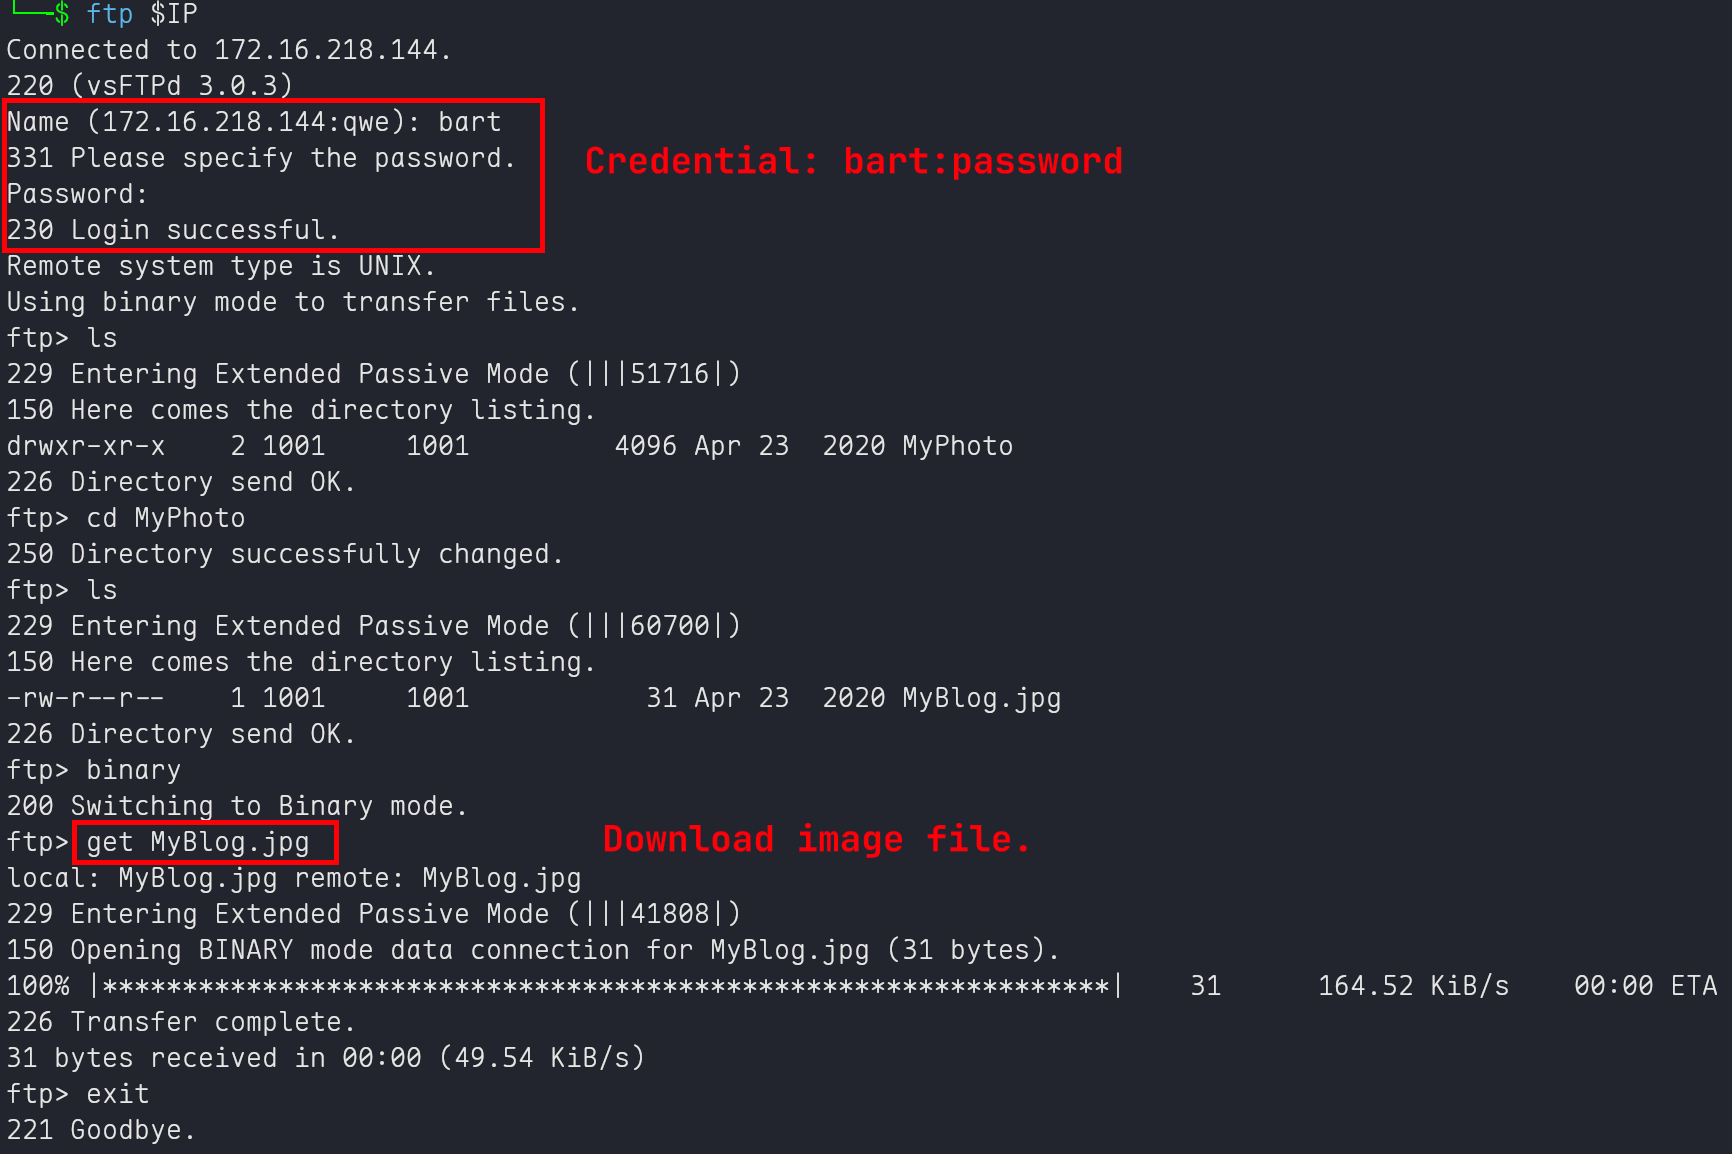 └─$ ftp $IP
Connected to 172.16.218.144.
220 (vsFTPd 3.0.3)
Name (172.16.218.144:qwe): bart
331 Please specify the password.
Credential: bart:password
Password:
230 Login successful.
Remote system type is UNIX.
Using binary mode to transfer files.
ftp> ls
229 Entering Extended Passive Mode (|||51716|)
150 Here comes the directory listing.
drwxr-xr-x    2 1001     1001         4096 Apr 23  2020 MyPhoto
226 Directory send OK.
ftp> cd MyPhoto
250 Directory successfully changed.
ftp> ls
229 Entering Extended Passive Mode (|||60700|)
150 Here comes the directory listing.
-rw-r--r--    1 1001     1001           31 Apr 23  2020 MyBlog.jpg
226 Directory send OK.
ftp> binary
200 Switching to Binary mode.
ftp> get MyBlog.jpg
Download image file.
local: MyBlog.jpg remote: MyBlog.jpg
229 Entering Extended Passive Mode (|||41808|)
150 Opening BINARY mode data connection for MyBlog.jpg (31 bytes).
100% |***************************************************************|    31      164.52 KiB/s    00:00 ETA
226 Transfer complete.
31 bytes received in 00:00 (49.54 KiB/s)
ftp> exit
221 Goodbye.